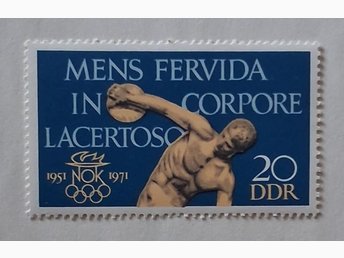 MENS FERVIDA
IN CORPORE
LACERTOSO
1951 NOK 1971
20
DDR